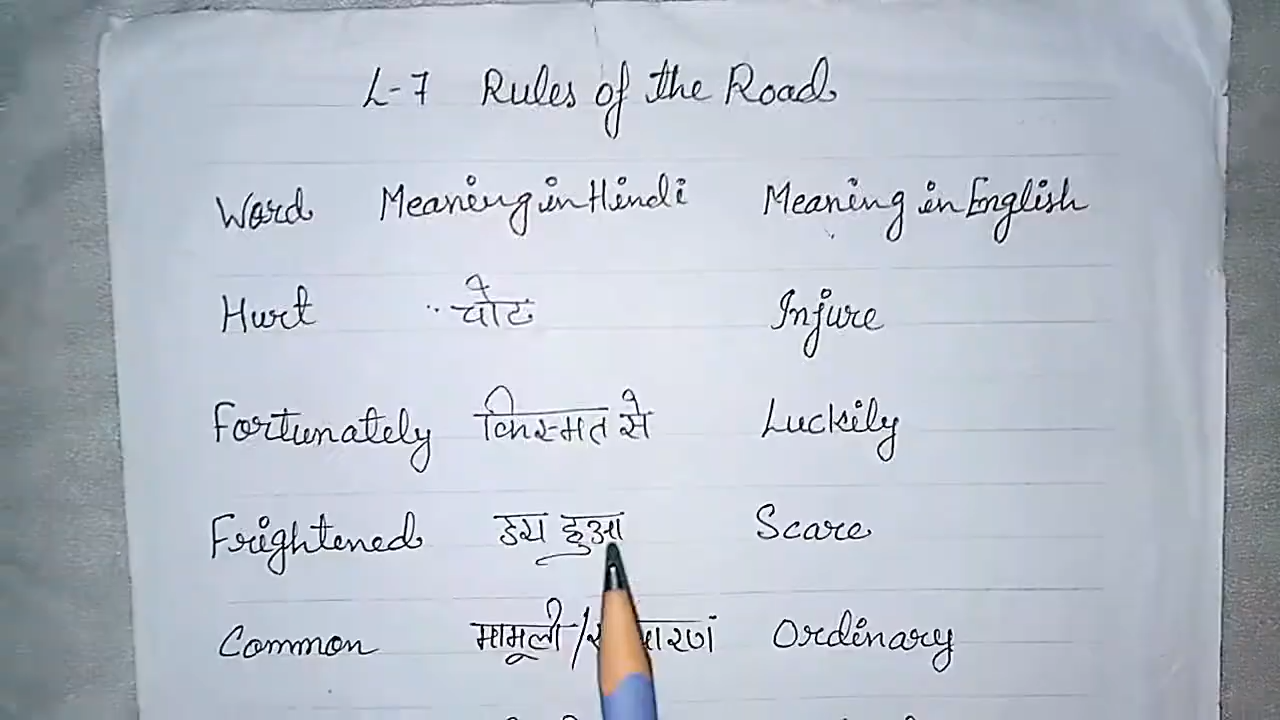 L-7 Rules of the Road
Word Meaning in Hindi Meaning in English
Hurt चोट Injure
Fortunately किस्मत से Luckily
Frightened डरा हुआ Scare
Common मामूली / Ordinary